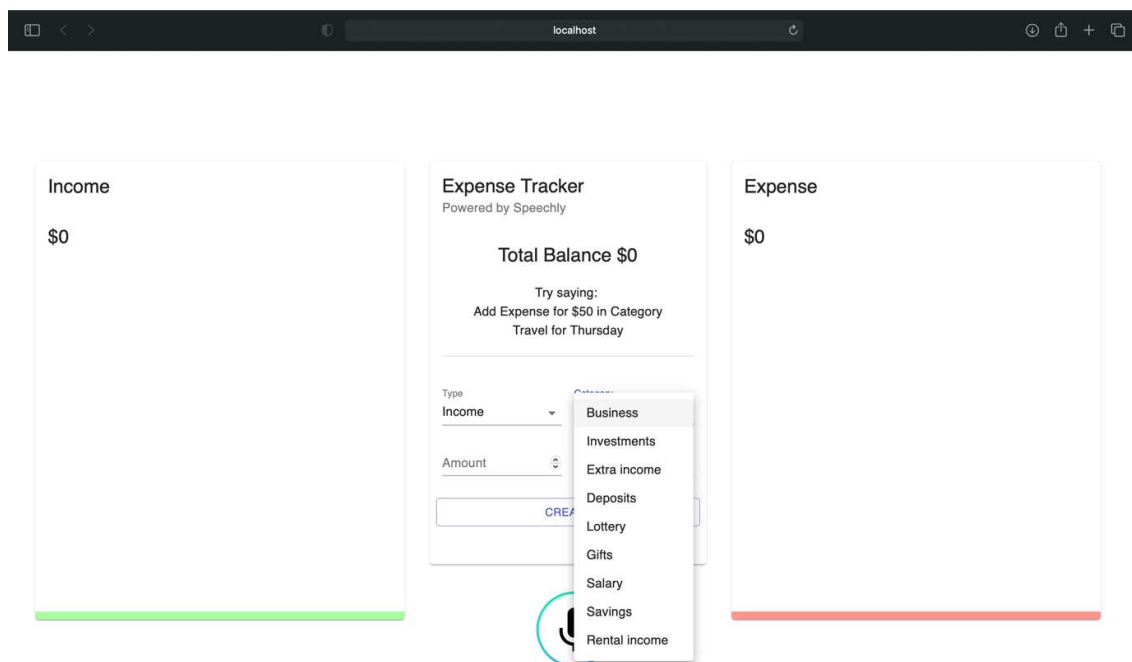 localhost
Income
$0
Expense Tracker
Powered by Speechly
Total Balance $0
Try saying:
Add Expense for $50 in Category
Travel for Thursday
Type
Income
Category
Amount
Business
Investments
Extra income
Deposits
Lottery
Gifts
Salary
Savings
Rental income
Expense
$0